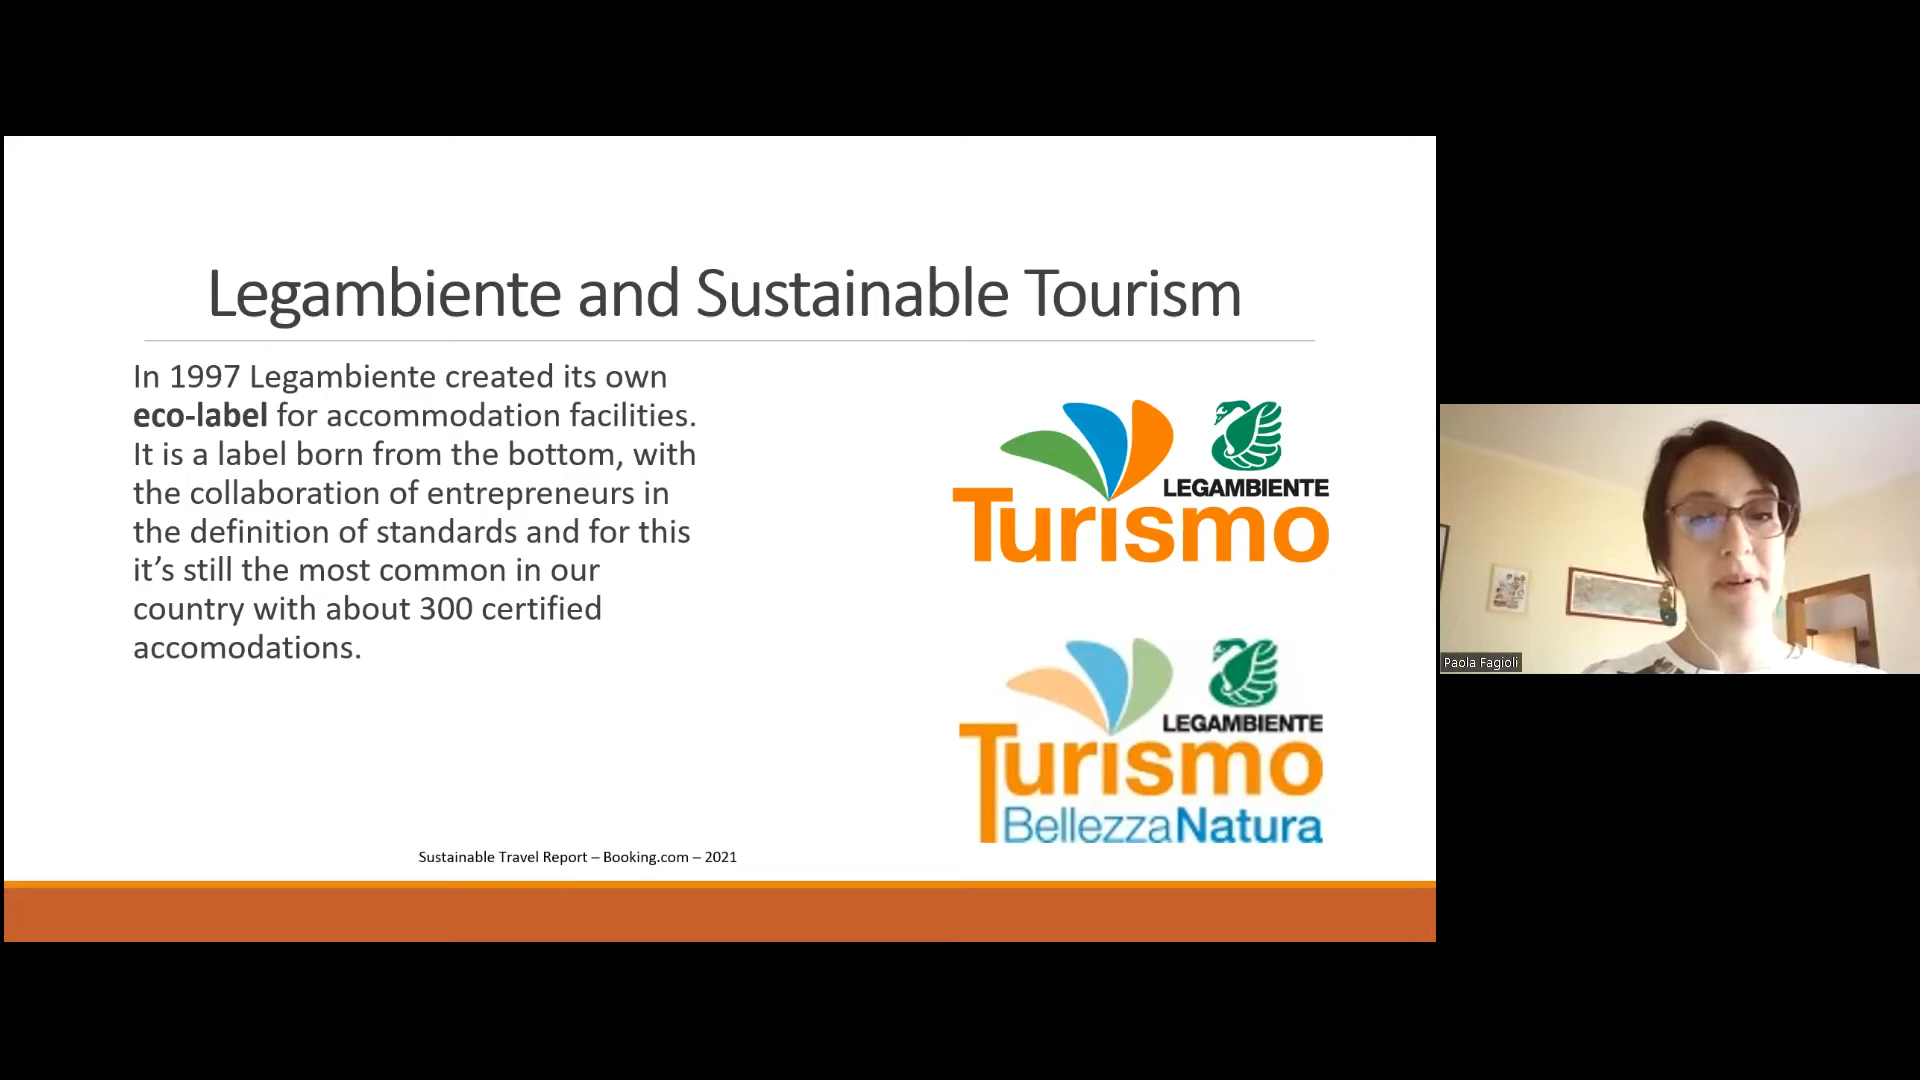 Legambiente and Sustainable Tourism
In 1997 Legambiente created its own
eco-label for accommodation facilities.
It is a label born from the bottom, with
the collaboration of entrepreneurs in
the definition of standards and for this
it’s still the most common in our
country with about 300 certified
accomodations.
LEGAMBIENTE
Turismo
LEGAMBIENTE
Turismo
BellezzaNatura
Sustainable Travel Report – Booking.com – 2021
Paola Fagioli